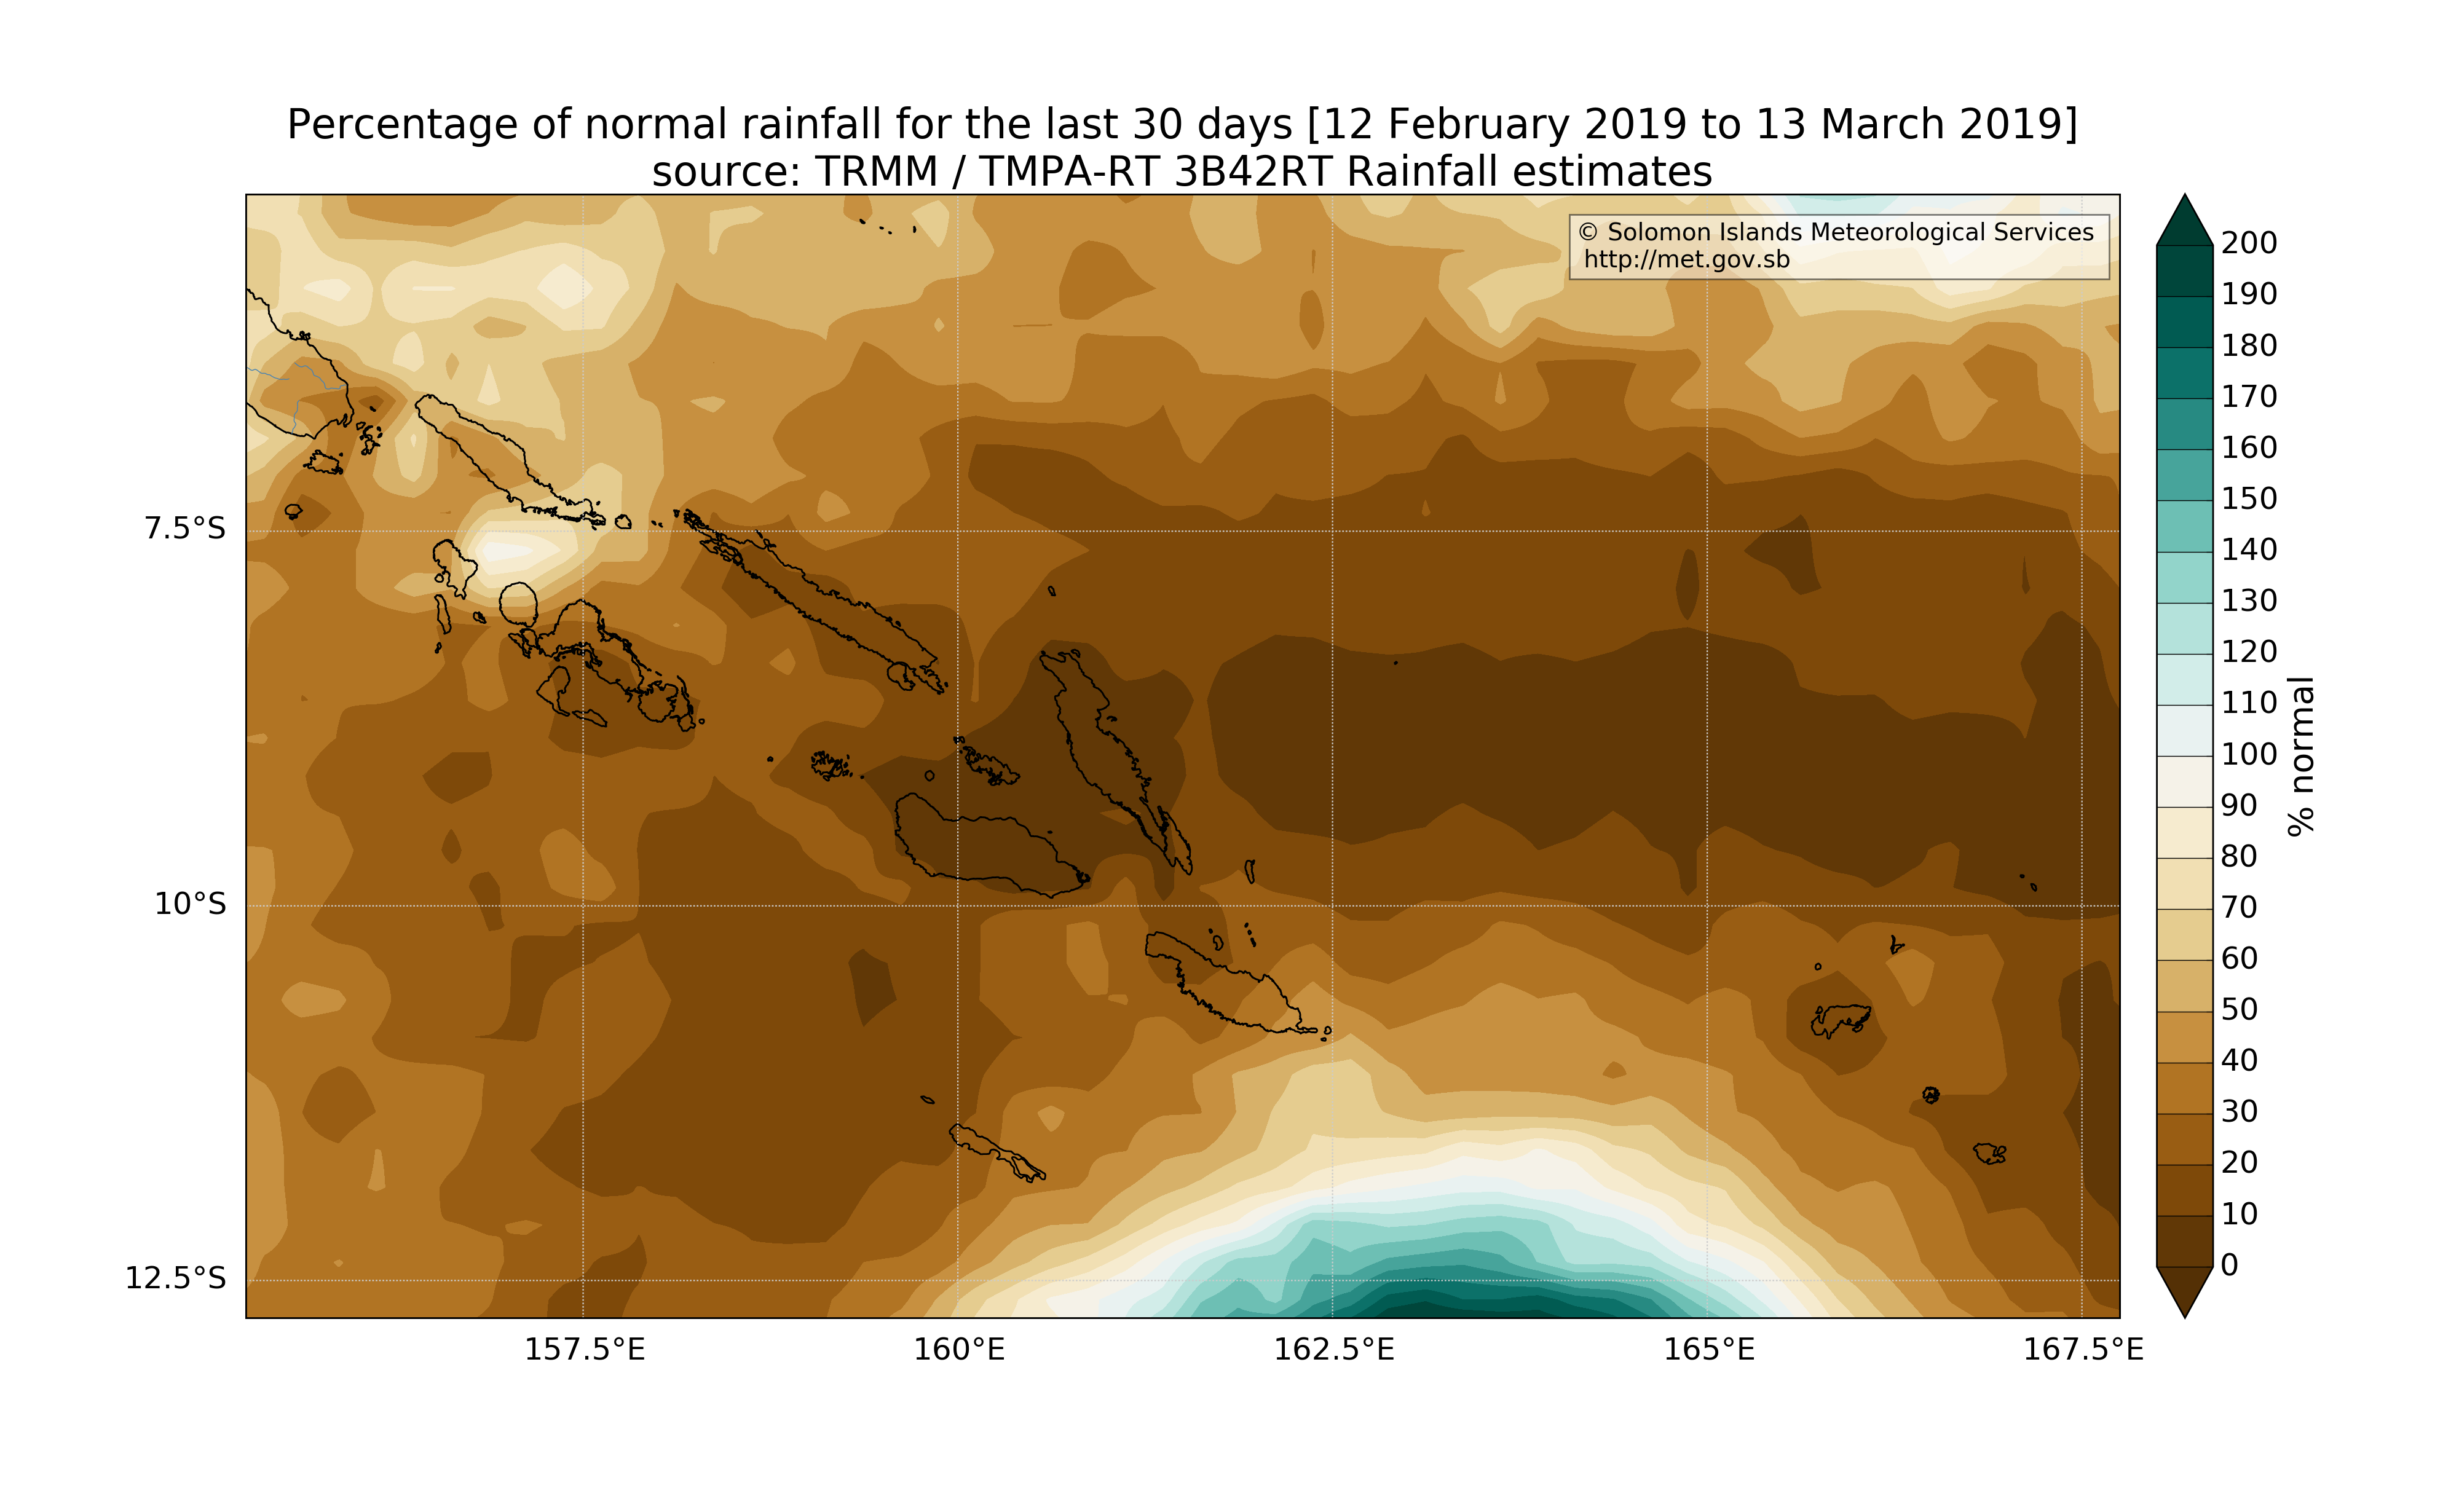 Percentage of normal rainfall for the last 30 days [12 February 2019 to 13 March 2019]
source: TRMM / TMPA-RT 3B42RT Rainfall estimates
© Solomon Islands Meteorological Services
http://met.gov.sb
7.5°S
10°S
12.5°S
157.5°E
160°E
162.5°E
165°E
167.5°E
200
190
180
170
160
150
140
130
120
110
100
90
80
70
60
50
40
30
20
10
0
% normal